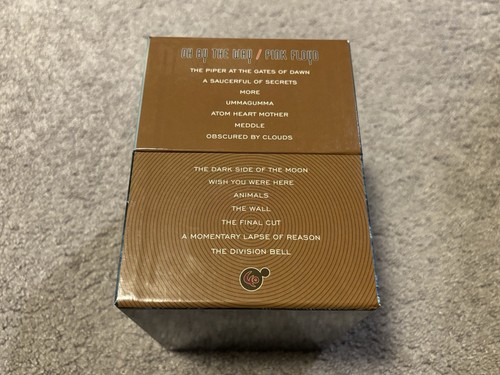 OH BY THE WAY / PINK FLOYD
THE PIPER AT THE GATES OF DAWN
A SAUCERFUL OF SECRETS
MORE
UMMAGUMMA
ATOM HEART MOTHER
MEDDLE
OBSCURED BY CLOUDS
THE DARK SIDE OF THE MOON
WISH YOU WERE HERE
ANIMALS
THE WALL
THE FINAL CUT
A MOMENTARY LAPSE OF REASON
THE DIVISION BELL